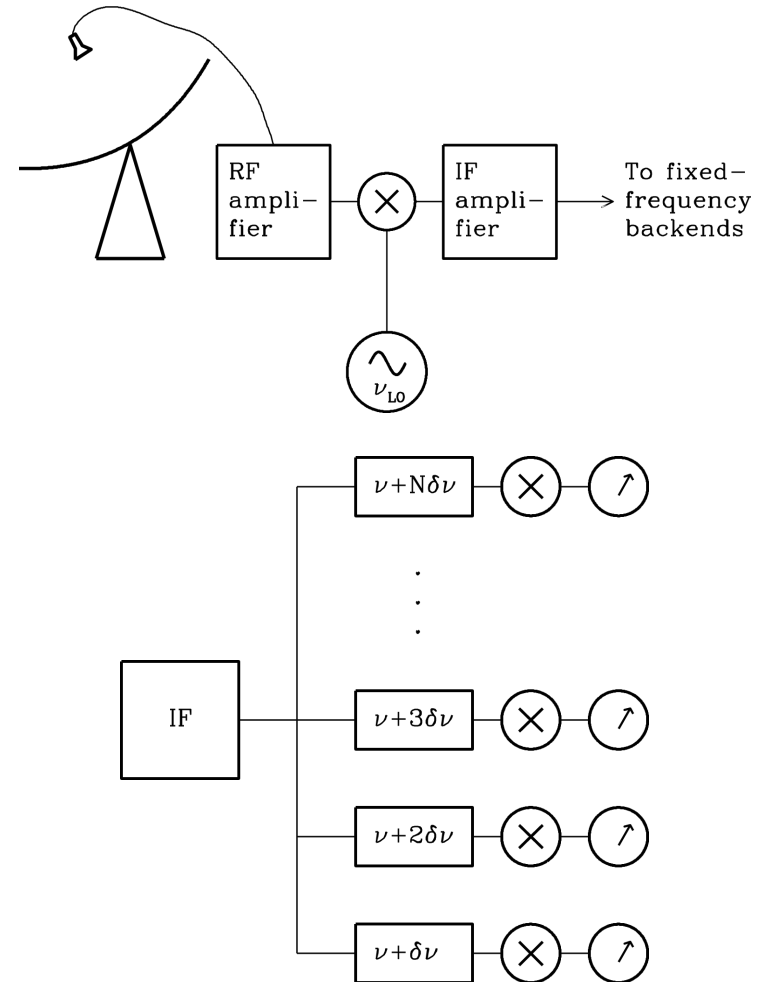 RF
ampli-
fier
IF
ampli-
fier
To fixed-
frequency
backends
ν_LO
ν+Nδν
IF
ν+3δν
ν+2δν
ν+δν